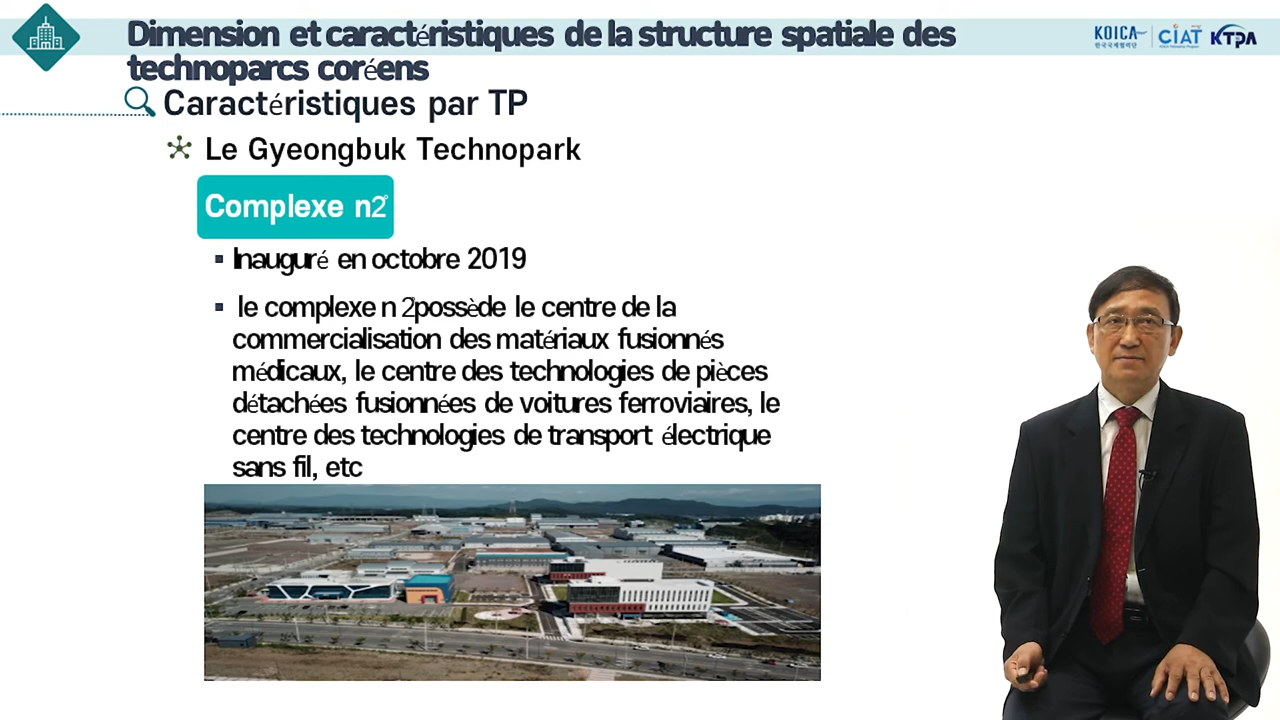 Dimension et caractéristiques de la structure spatiale des
technoparcs coréens
KOICA
한국국제협력단
CIAT
KTPA
Caractéristiques par TP
Le Gyeongbuk Technopark
Complexe n2°
Inauguré en octobre 2019
le complexe n 2°possède le centre de la
commercialisation des matériaux fusionnés
médicaux, le centre des technologies de pièces
détachées fusionnées de voitures ferroviaires, le
centre des technologies de transport électrique
sans fil, etc